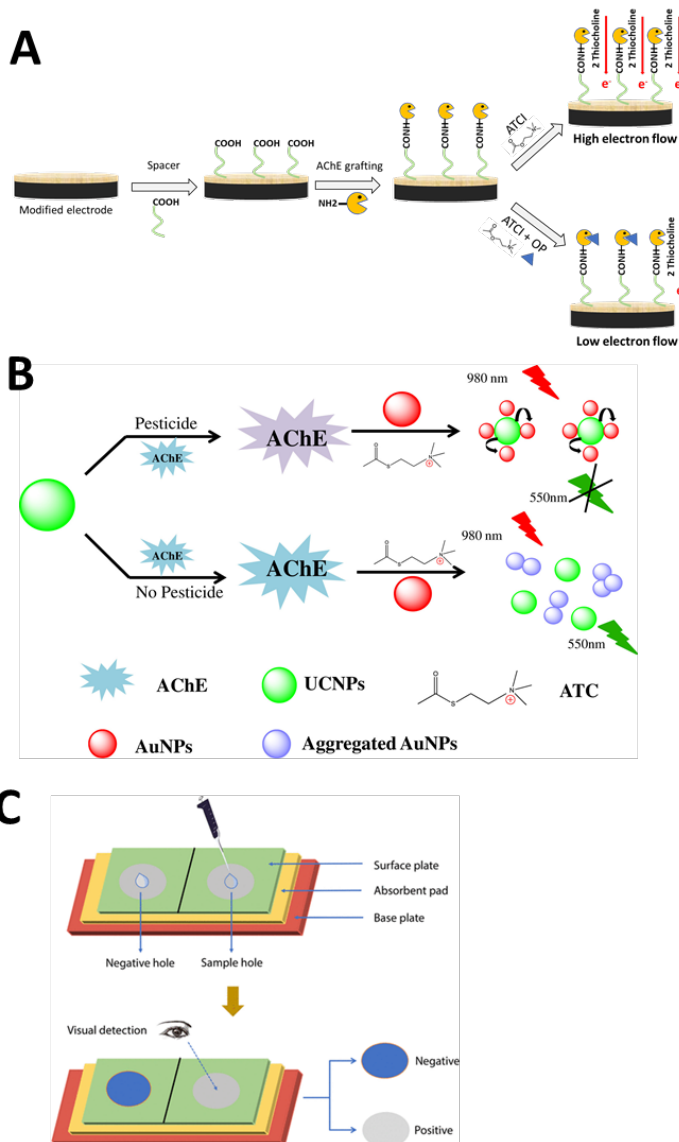 A
Modified electrode
Spacer
COOH
COOH COOH COOH
AChE grafting
NH2
CONH CONH CONH
ATCI
CONH 2 Thiocholine CONH 2 Thiocholine CONH 2 Thiocholine
e- e- e
High electron flow
ATCI + OP
CONH CONH CONH 2 Thiocholine
e
Low electron flow
B
Pesticide
AChE
AChE
O S N +
980 nm
550nm
AChE
No Pesticide
AChE
O S N +
980 nm
550nm
AChE
UCNPs
O S N +
ATC
AuNPs
Aggregated AuNPs
C
Surface plate
Absorbent pad
Base plate
Negative hole
Sample hole
Visual detection
Negative
Positive